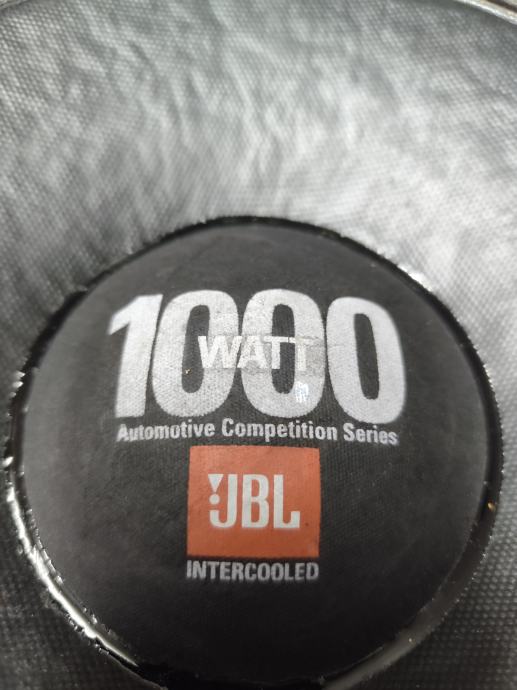 1000
WATT
Automotive Competition Series
JBL
INTERCOOLED